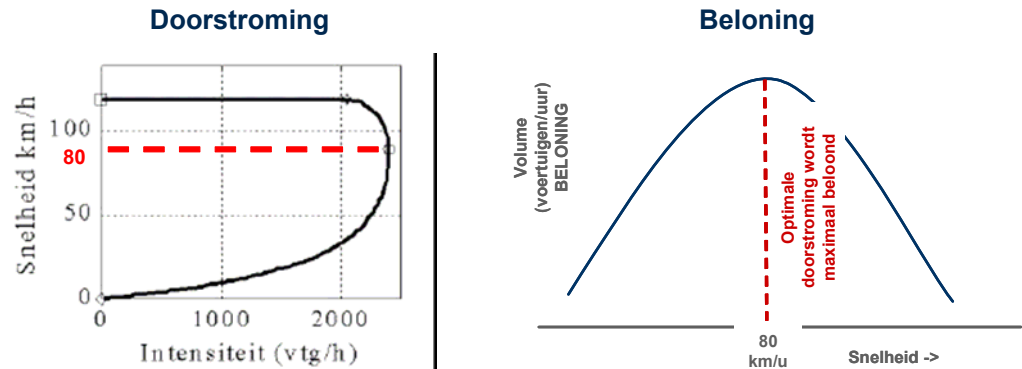 Doorstroming
Snelheid km/h
100
80
50
0
0
1000
2000
Intensiteit (vtg/h)
Beloning
Volume
(voertuigen/uur)
BELONING
Optimale
doorstroming wordt
maximaal beloond
80
km/u
Snelheid ->